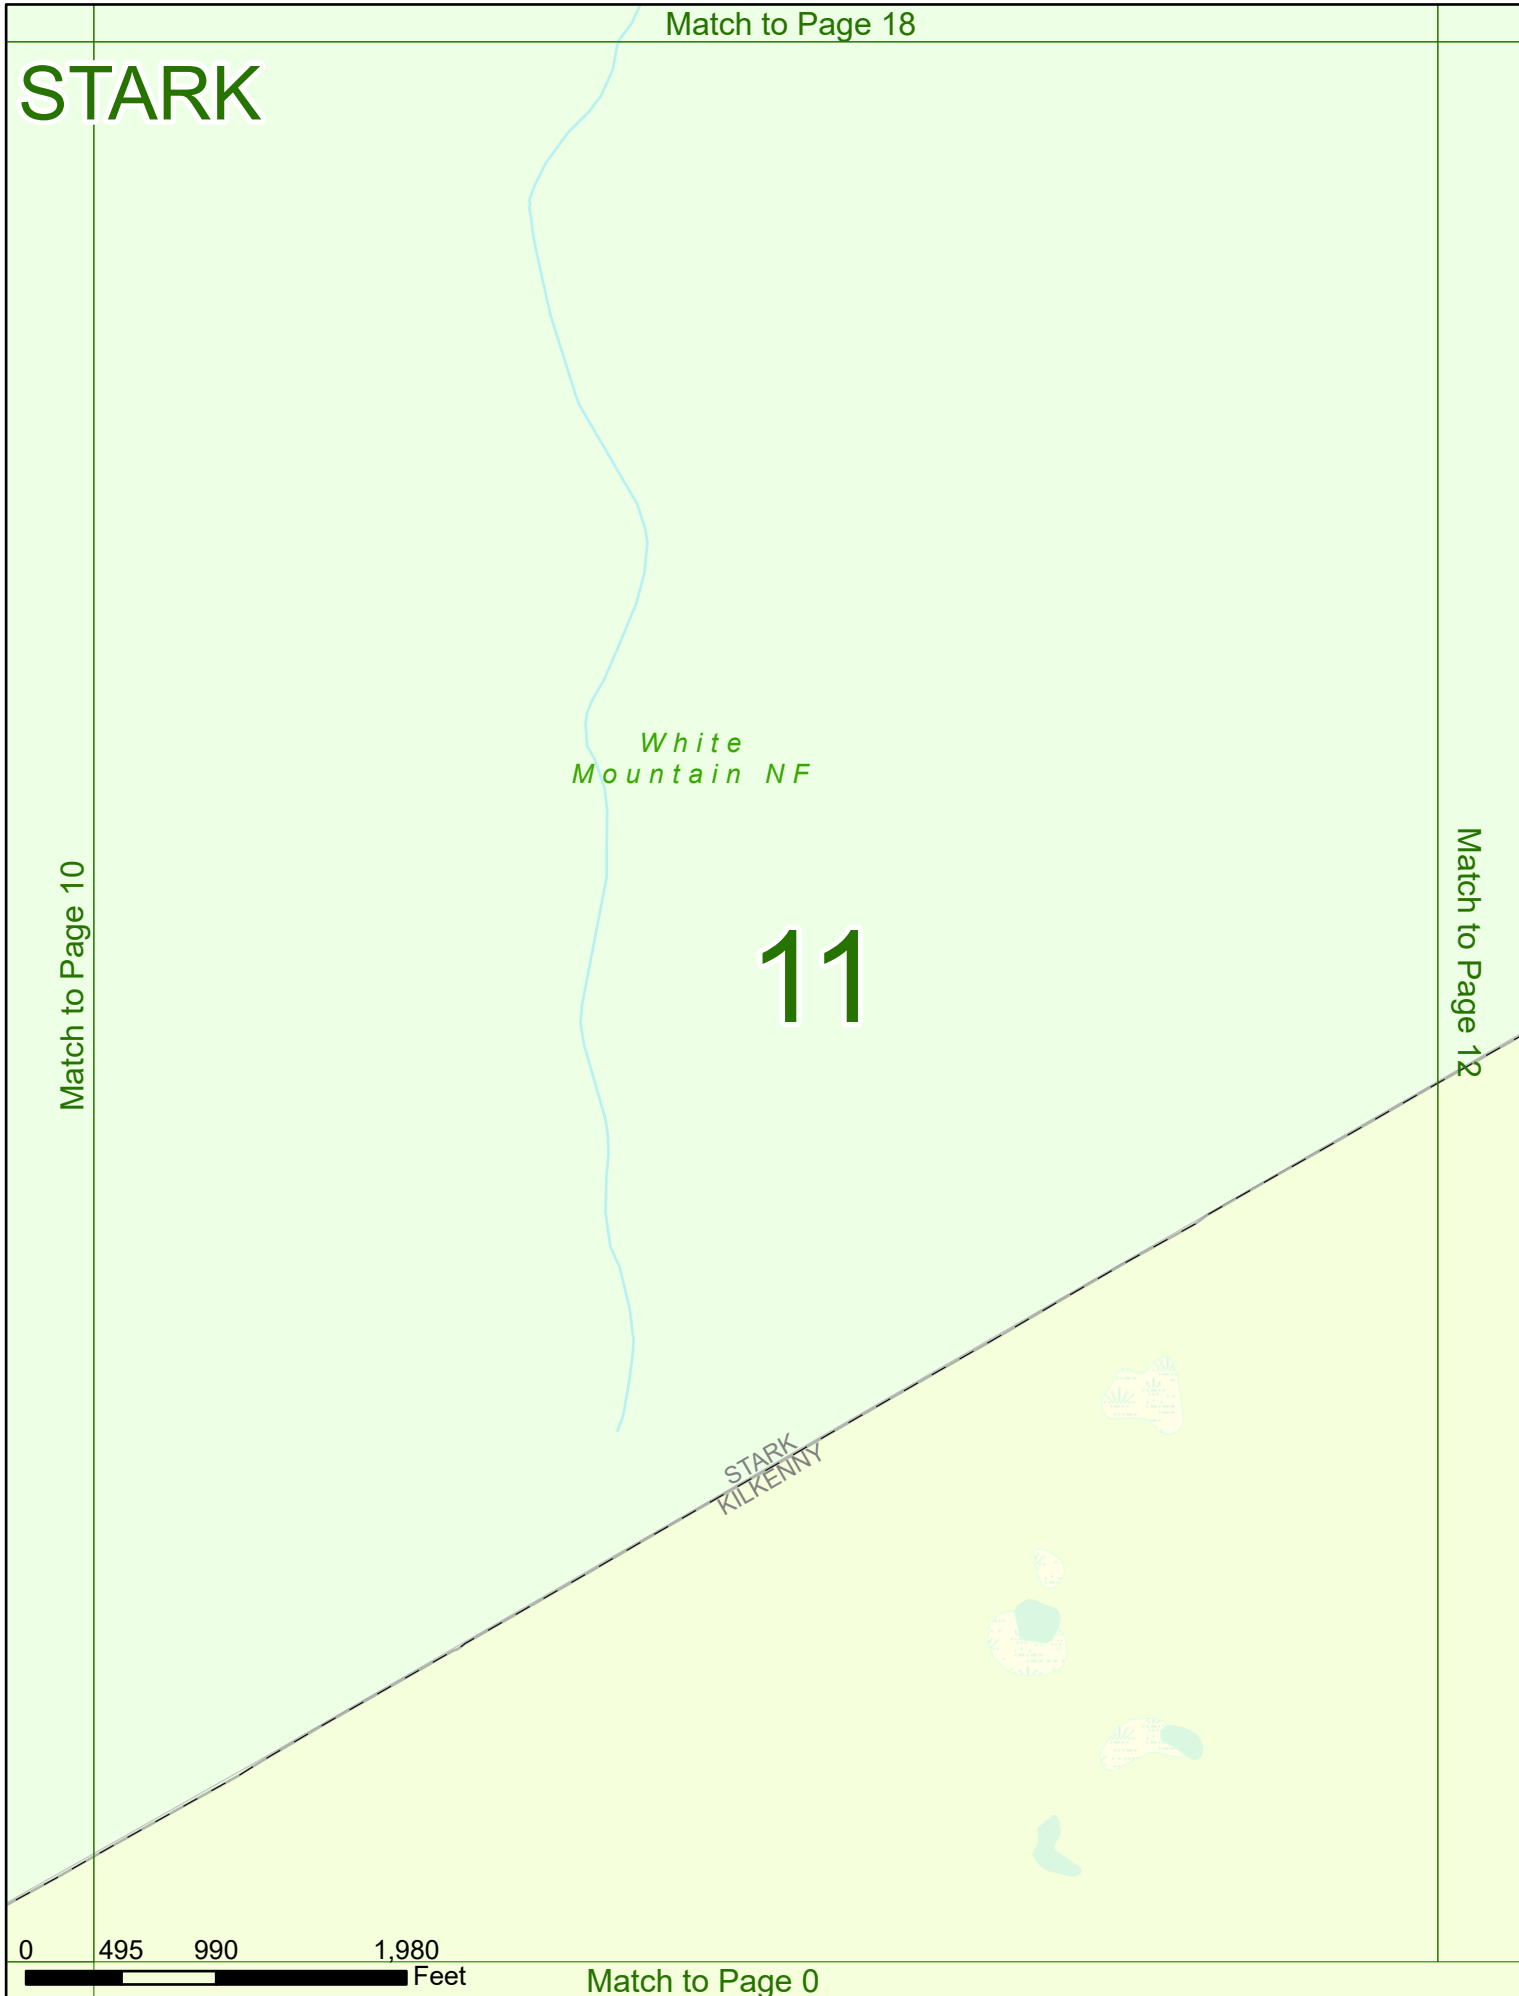 Match to Page 18
STARK
White
Mountain NF
Match to Page 10
11
Match to Page 12
STARK
KILKENNY
0 495 990 1,980
Feet
Match to Page 0